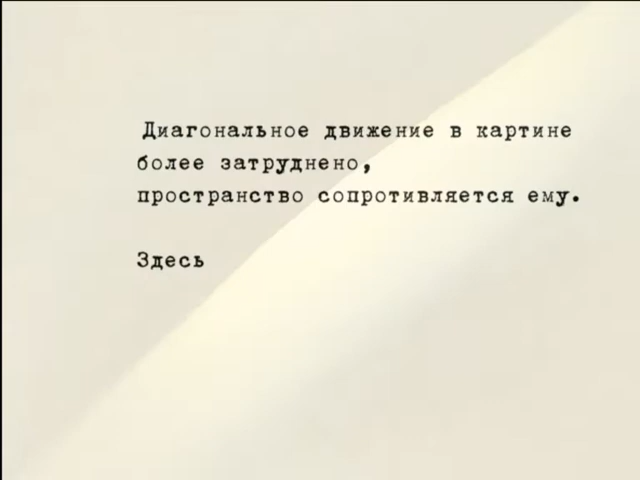 Диагональное движение в картине
более затруднено,
пространство сопротивляется ему.
Здесь